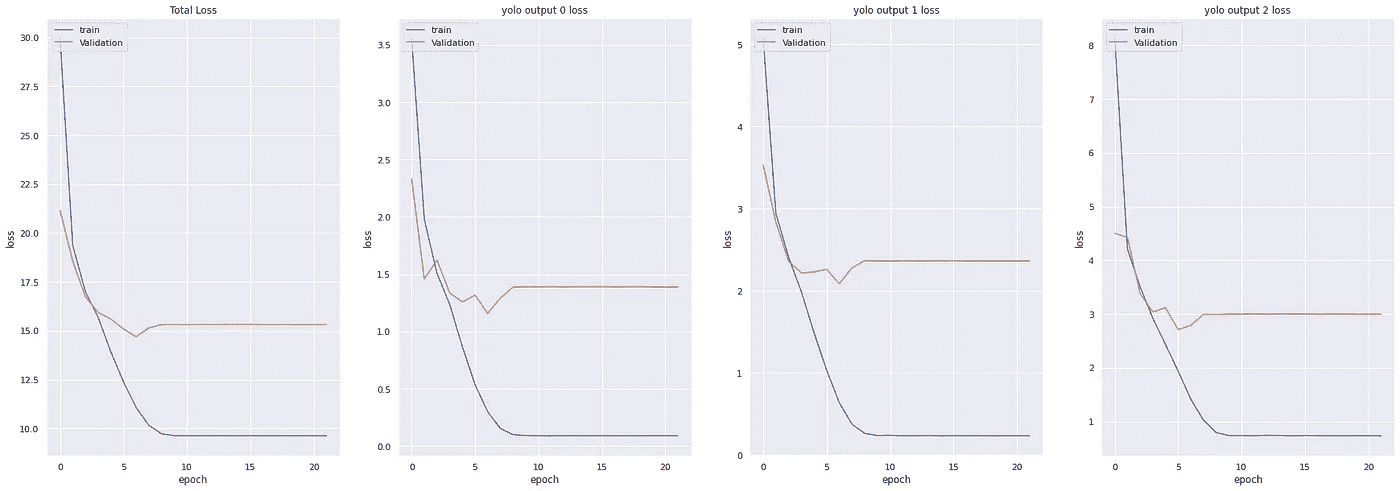 Total Loss
train
Validation
30.0
27.5
25.0
22.5
20.0
17.5
15.0
12.5
10.0
loss
0 5 10 15 20
epoch
yolo output 0 loss
train
Validation
3.5
3.0
2.5
2.0
1.5
1.0
0.5
0.0
loss
0 5 10 15 20
epoch
yolo output 1 loss
train
Validation
5
4
3
2
1
0
loss
0 5 10 15 20
epoch
yolo output 2 loss
train
Validation
8
7
6
5
4
3
2
1
loss
0 5 10 15 20
epoch